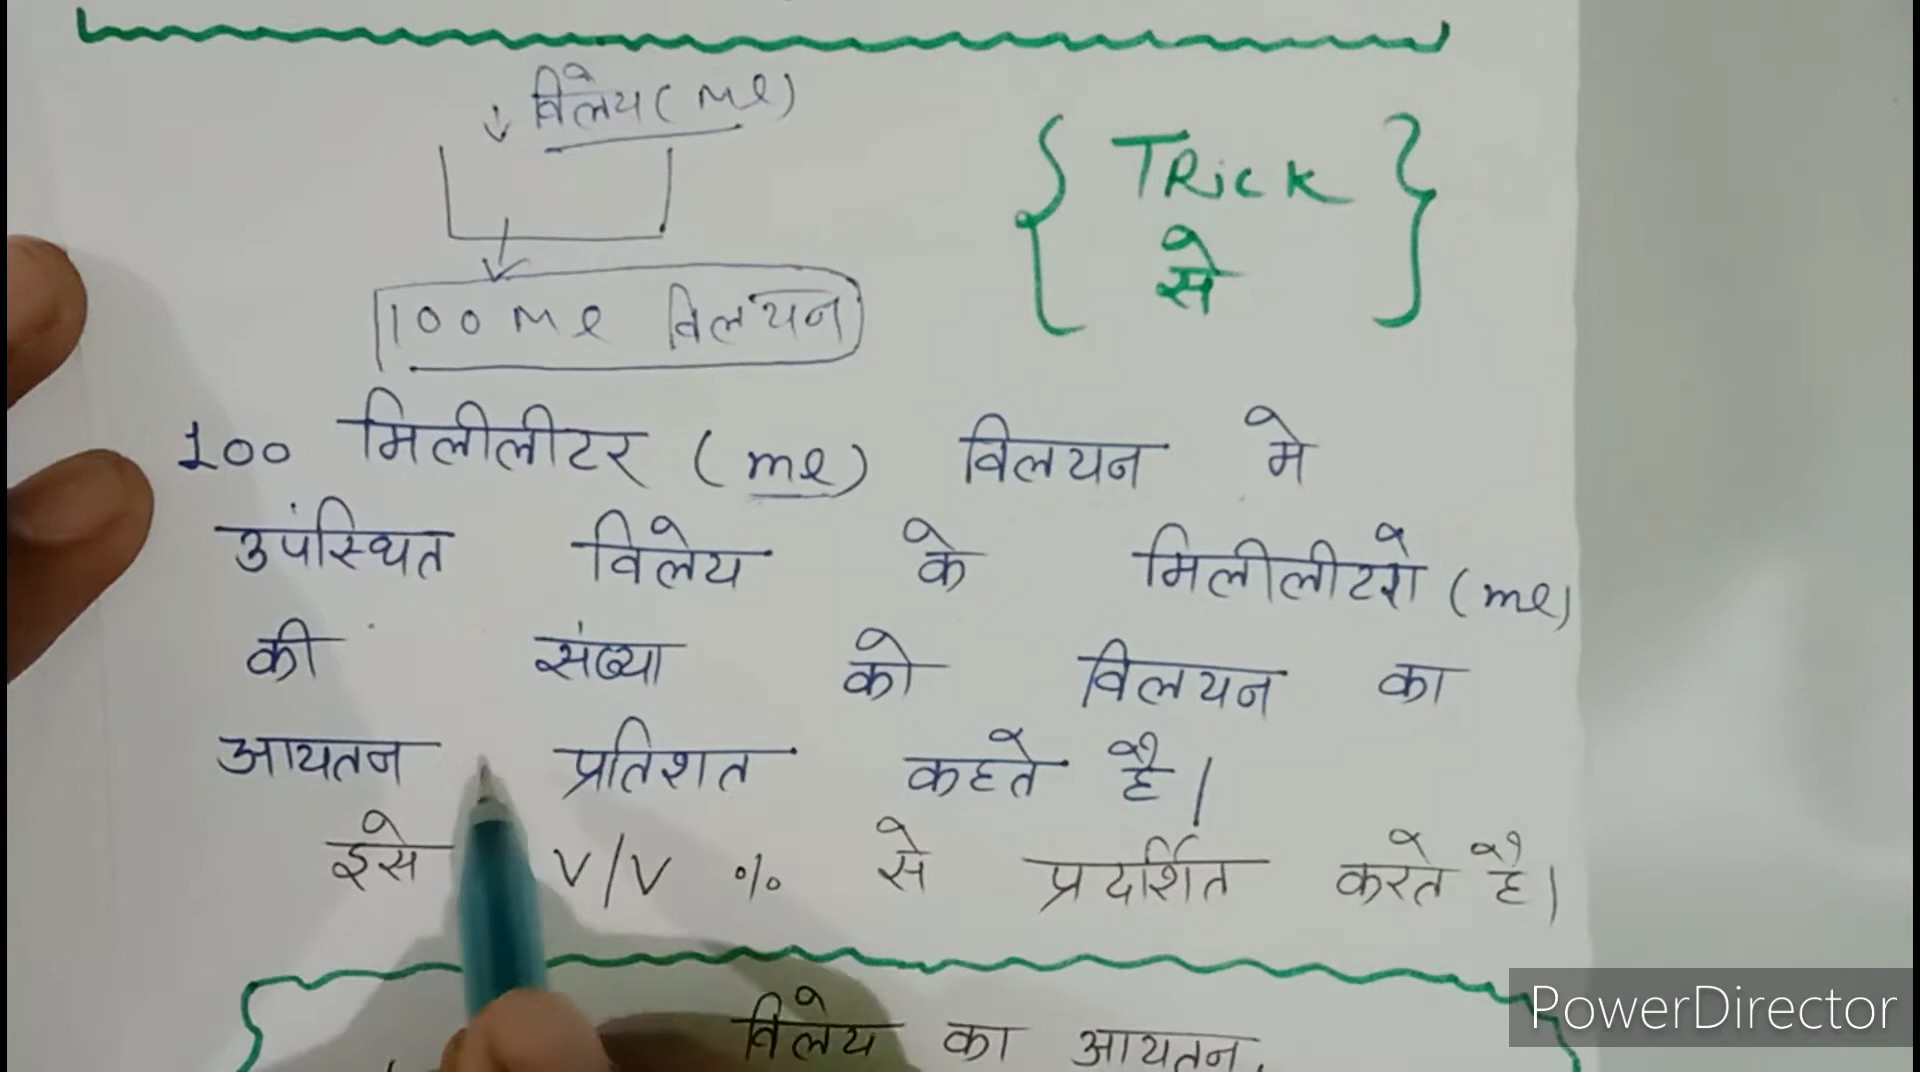 ↓ विलेय (ml)
{ TRick
से }
100 ml विलयन
100 मिलीलीटर (ml) विलयन मे
उपंस्थित विलेय के मिलीलीटरो (ml)
की संख्या को विलयन का
आयतन प्रतिशत कहते है।
इसे v/v % से प्रदर्शित करते है।
विलेय का आयतन
PowerDirector